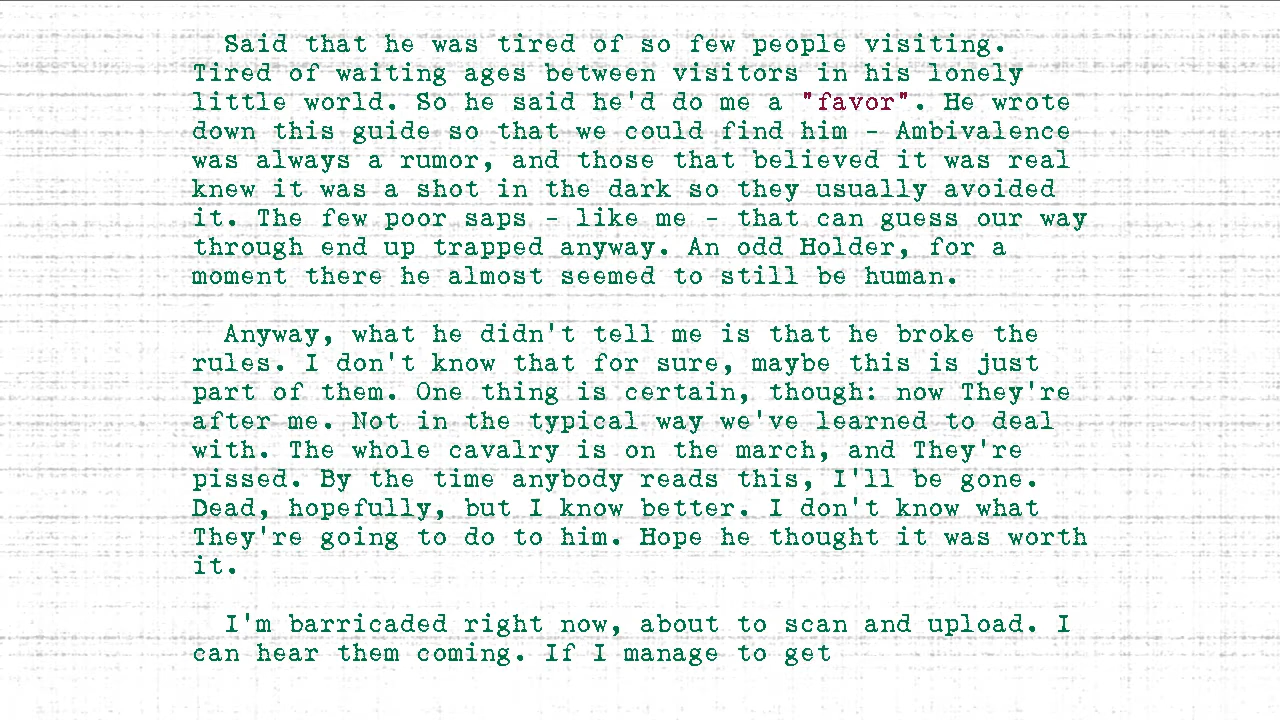 Said that he was tired of so few people visiting.
Tired of waiting ages between visitors in his lonely
little world. So he said he'd do me a "favor". He wrote
down this guide so that we could find him - Ambivalence
was always a rumor, and those that believed it was real
knew it was a shot in the dark so they usually avoided
it. The few poor saps - like me - that can guess our way
through end up trapped anyway. An odd Holder, for a
moment there he almost seemed to still be human.
Anyway, what he didn't tell me is that he broke the
rules. I don't know that for sure, maybe this is just
part of them. One thing is certain, though: now They're
after me. Not in the typical way we've learned to deal
with. The whole cavalry is on the march, and They're
pissed. By the time anybody reads this, I'll be gone.
Dead, hopefully, but I know better. I don't know what
They're going to do to him. Hope he thought it was worth
it.
I'm barricaded right now, about to scan and upload. I
can hear them coming. If I manage to get